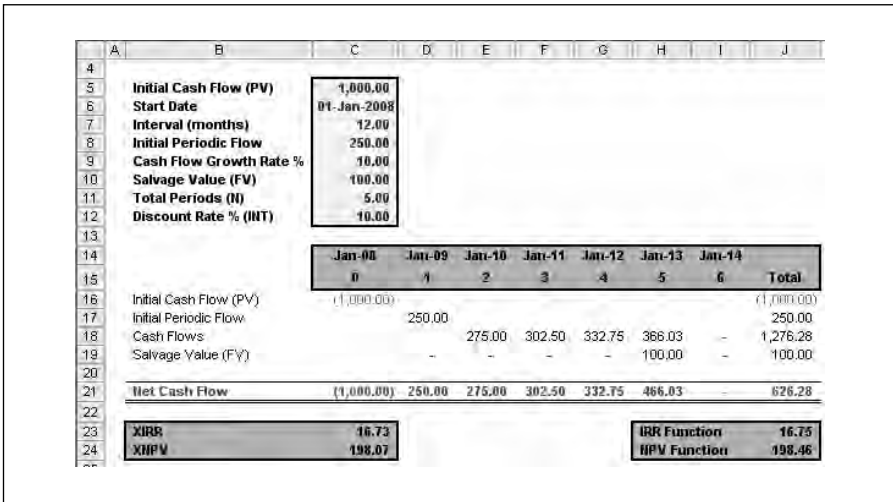 A B C D E F G H I J
4
5 Initial Cash Flow (PV) 1,000.00
6 Start Date 01-Jan-2008
7 Interval (months) 12.00
8 Initial Periodic Flow 250.00
9 Cash Flow Growth Rate % 10.00
10 Salvage Value (FV) 100.00
11 Total Periods (N) 5.00
12 Discount Rate % (INT) 10.00
13
14 Jan-08 Jan-09 Jan-10 Jan-11 Jan-12 Jan-13 Jan-14
15 0 1 2 3 4 5 6 Total
16 Initial Cash Flow (PV) (1,000.00) (1,000.00)
17 Initial Periodic Flow 250.00 250.00
18 Cash Flows 275.00 302.50 332.75 366.03 - 1,276.28
19 Salvage Value (FV) - - - - 100.00 - 100.00
20
21 Net Cash Flow (1,000.00) 250.00 275.00 302.50 332.75 466.03 - 626.28
22
23 XIRR 16.73 IRR Function 16.75
24 XNPV 198.07 NPV Function 198.46